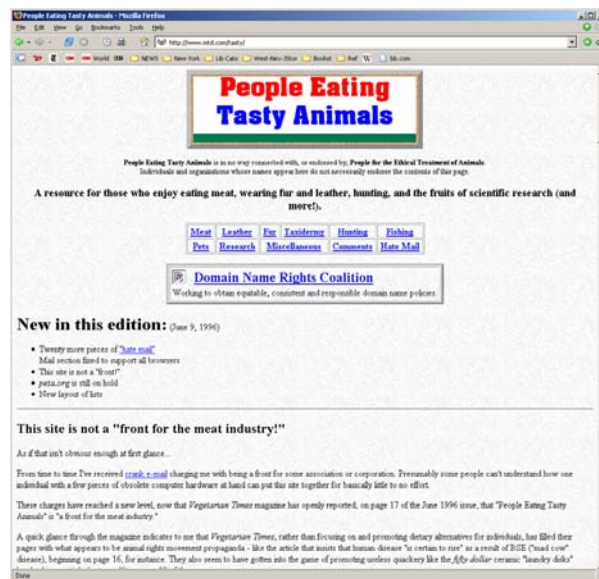 People Eating Tasty Animals - Mozilla Firefox
File Edit View Go Bookmarks Tools Help
http://www.mtd.com/tasty/
World NEWS New York Lib-Cats Booklist Ref W bb.com
People Eating
Tasty Animals
People Eating Tasty Animals is in no way connected with, or endorsed by, People for the Ethical Treatment of Animals.
Individuals and organizations whose names appear here do not necessarily endorse the contents of this page.
A resource for those who enjoy eating meat, wearing fur and leather, hunting, and the fruits of scientific research (and
more!).
Meat Leather Fur Taxidermy Hunting Fishing
Pets Research Miscellaneous Comments Hate Mail
Domain Name Rights Coalition
Working to obtain equitable, consistent and responsible domain name policies.
New in this edition: (June 9, 1996)
• Twenty more pieces of "hate mail"
Mail section fixed to support all browsers
• This site is not a "front!"
• peta.org is still on hold
• New layout of lists
This site is not a "front for the meat industry!"
As if that isn't obvious enough at first glance...
From time to time I've received crank e-mail charging me with being a front for some association or corporation. Presumably some people can't understand how one
individual with a few pieces of obsolete computer hardware at hand can put this site together for basically little to no effort.
These charges have reached a new level, now that Vegetarian Times magazine has openly reported, on page 17 of the June 1996 issue, that "People Eating Tasty
Animals" is "a front for the meat industry."
A quick glance through the magazine indicates to me that Vegetarian Times, rather than focusing on and promoting dietary alternatives for individuals, has filled their
pages with what appears to be animal rights movement propaganda - like the article that insists that human disease "is certain to rise" as a result of BSE ("mad cow"
disease), beginning on page 16, for instance. They also seem to have gotten into the game of promoting useless quackery like the fifty dollar ceramic "laundry disks"
Done